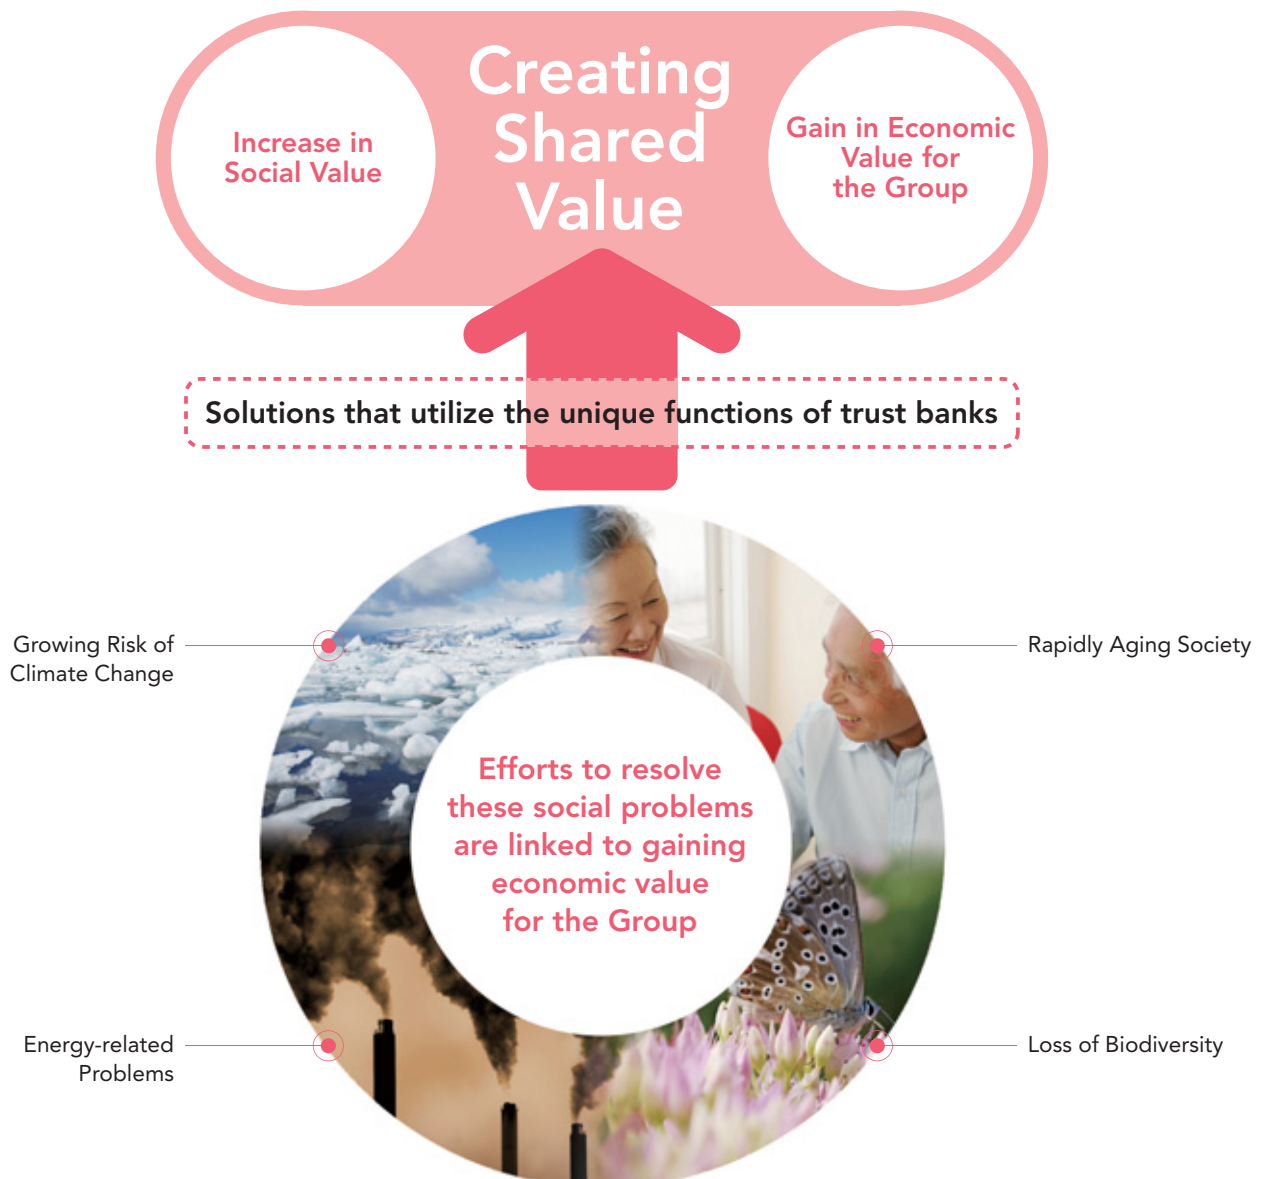 Creating
Shared
Value
Increase in
Social Value
Gain in Economic
Value for
the Group
Solutions that utilize the unique functions of trust banks
Growing Risk of
Climate Change
Rapidly Aging Society
Efforts to resolve
these social problems
are linked to gaining
economic value
for the Group
Energy-related
Problems
Loss of Biodiversity